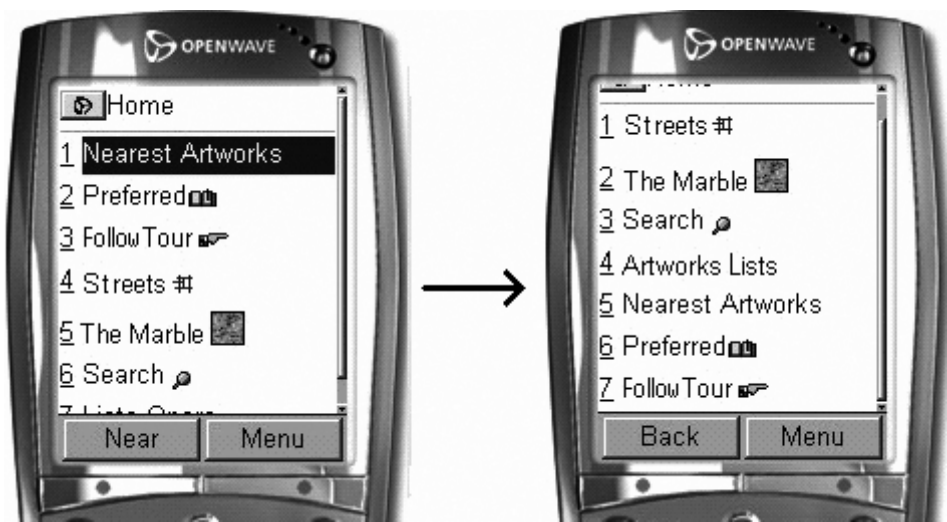 OPENWAVE
Home
1 Nearest Artworks
2 Preferred
3 FollowTour
4 Streets
5 The Marble
6 Search
7
Near Menu
OPENWAVE
1 Streets
2 The Marble
3 Search
4 Artworks Lists
5 Nearest Artworks
6 Preferred
7 FollowTour
Back Menu